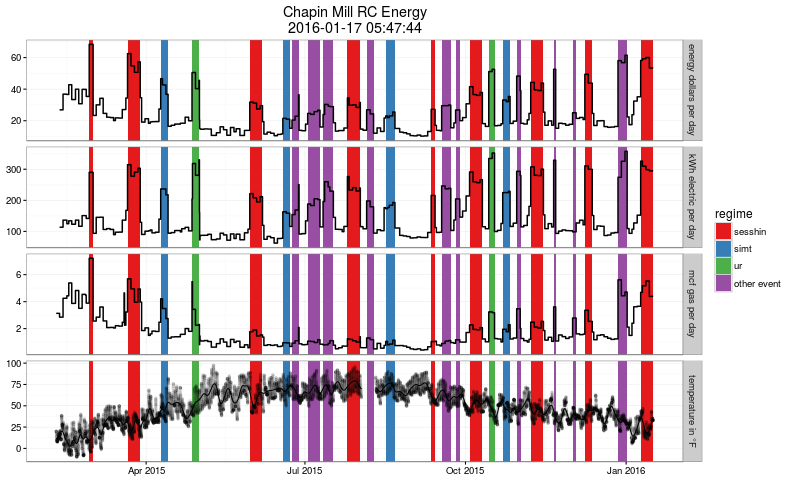 Chapin Mill RC Energy
2016-01-17 05:47:44
60
40
20
energy dollars per day
300
200
100
kWh electric per day
6
4
2
mcf gas per day
100
75
50
25
0
temperature in °F
Apr 2015
Jul 2015
Oct 2015
Jan 2016
regime
sesshin
simt
ur
other event